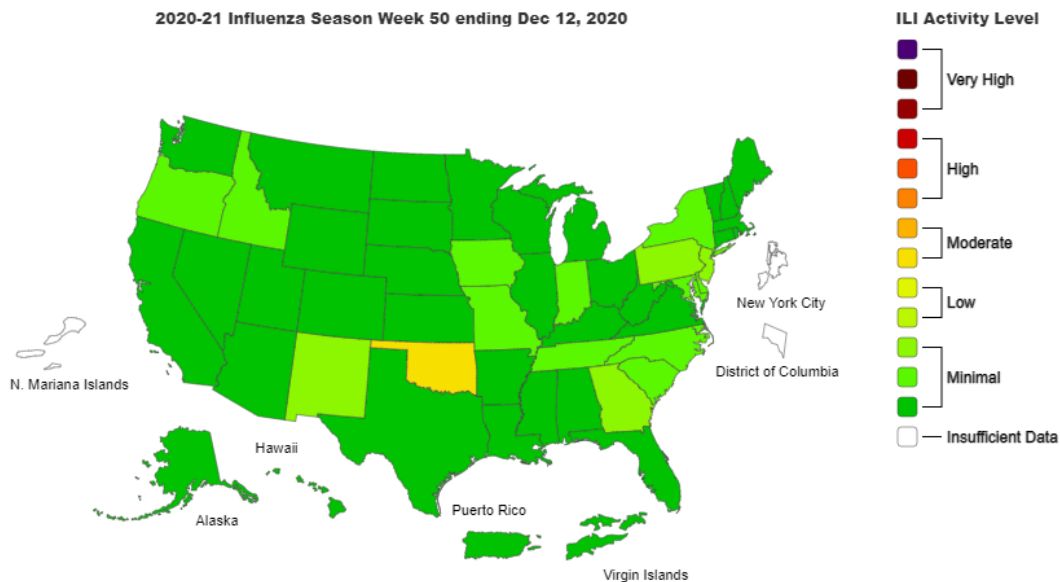 2020-21 Influenza Season Week 50 ending Dec 12, 2020
ILI Activity Level
Very High
High
Moderate
Low
Minimal
Insufficient Data
New York City
District of Columbia
N. Mariana Islands
Hawaii
Alaska
Puerto Rico
Virgin Islands